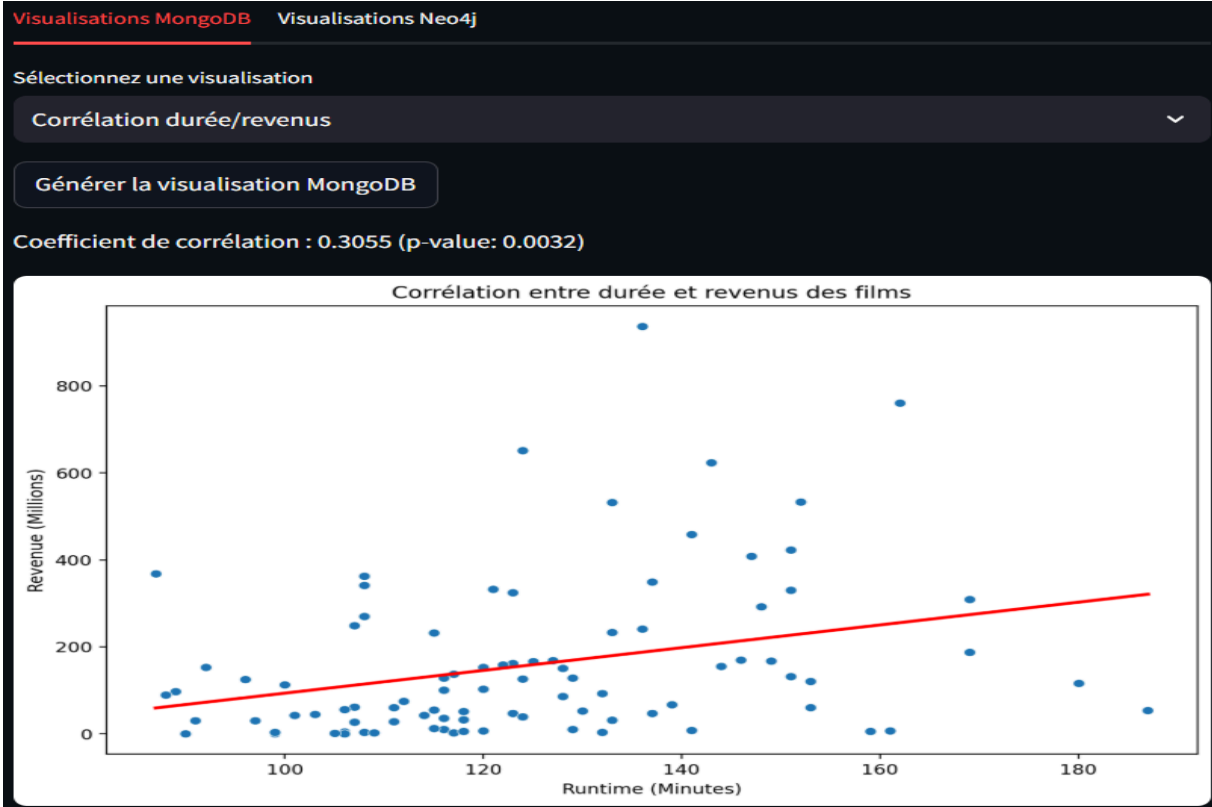 Visualisations MongoDB Visualisations Neo4j
Sélectionnez une visualisation
Corrélation durée/revenus
Générer la visualisation MongoDB
Coefficient de corrélation : 0.3055 (p-value: 0.0032)
Corrélation entre durée et revenus des films
800
600
400
200
0
Revenue (Millions)
100 120 140 160 180
Runtime (Minutes)